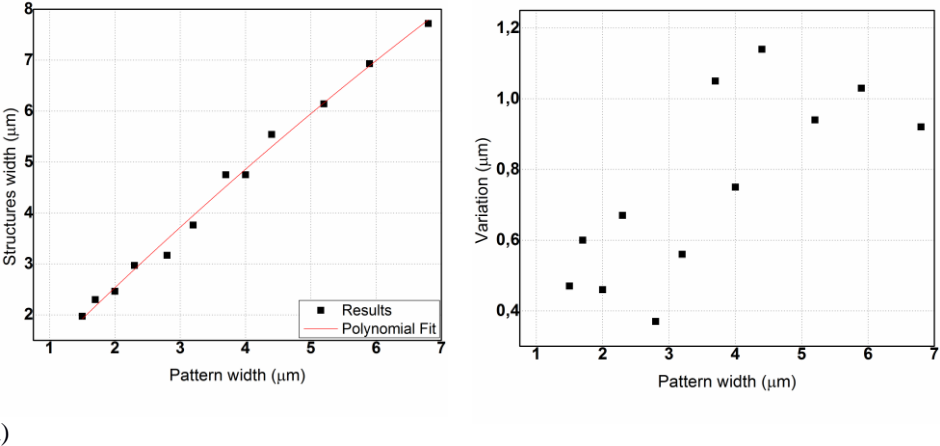 8
7
6
5
4
3
2
Structures width (μm)
Results
Polynomial Fit
1 2 3 4 5 6 7
Pattern width (μm)
1,2
1,0
0,8
0,6
0,4
Variation (μm)
1 2 3 4 5 6 7
Pattern width (μm)
)